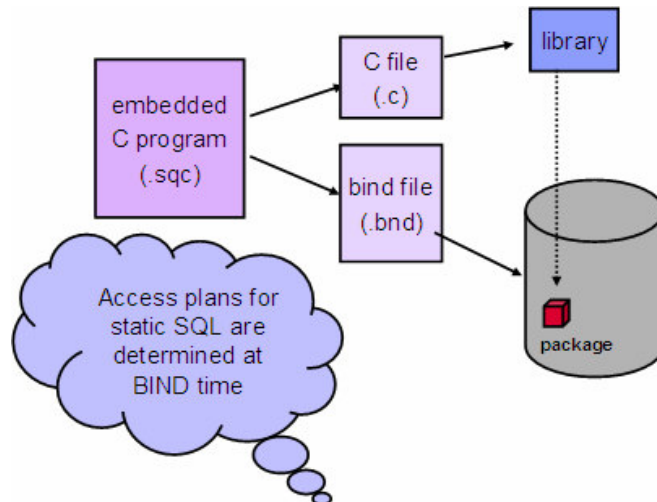 embedded
C program
(.sqc)
C file
(.c)
library
bind file
(.bnd)
package
Access plans for
static SQL are
determined at
BIND time